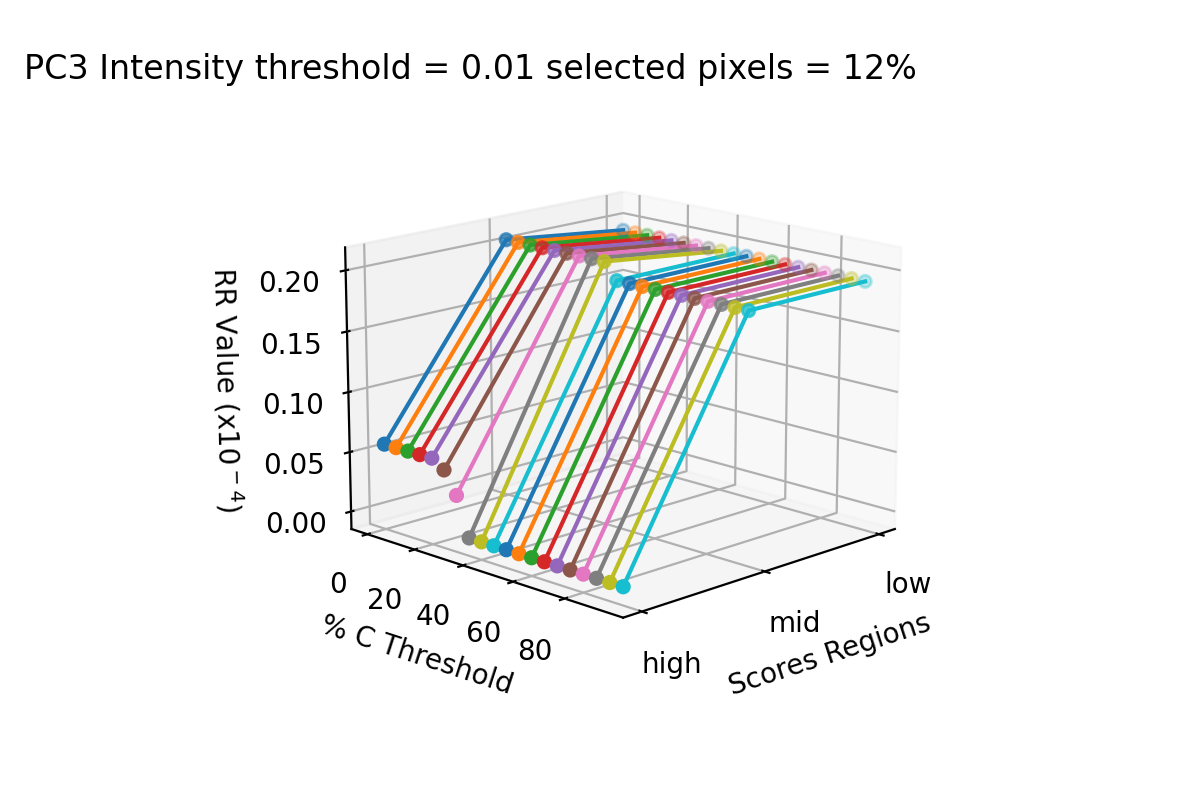 PC3 Intensity threshold = 0.01 selected pixels = 12%
RR Value (x10⁻⁴)
0.20
0.15
0.10
0.05
0.00
0
20
40
60
80
% C Threshold
high
mid
low
Scores Regions